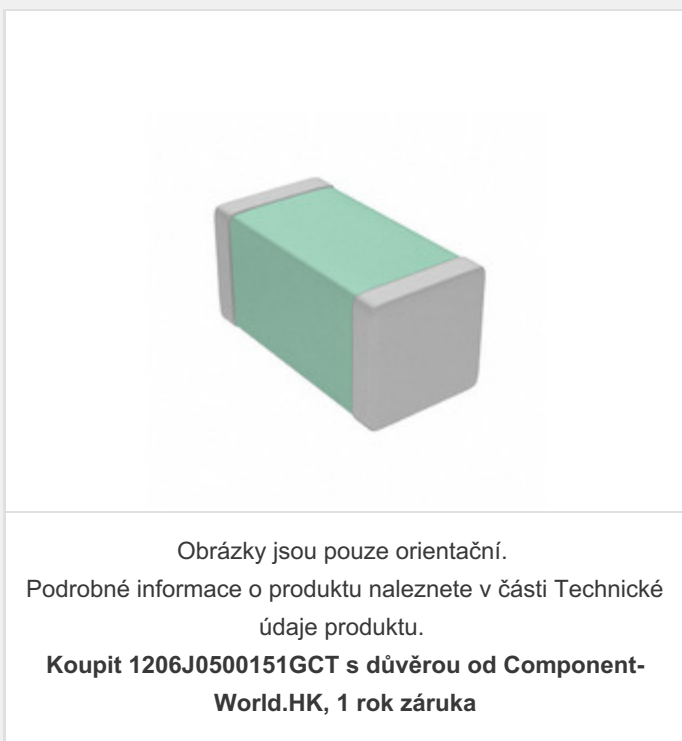 Obrázky jsou pouze orientační.
Podrobné informace o produktu naleznete v části Technické
údaje produktu.
Koupit 1206J0500151GCT s důvěrou od Component-
World.HK, 1 rok záruka